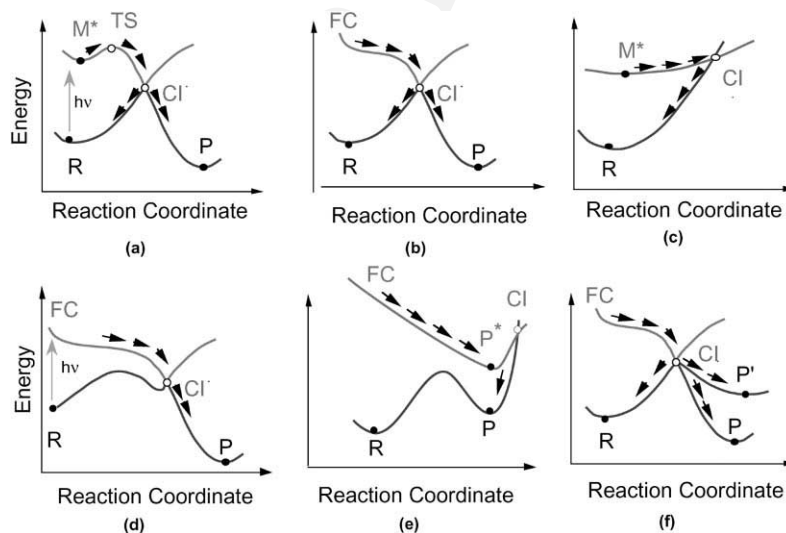 M* TS
CI·
hν
R
P
Energy
Reaction Coordinate
(a)
FC
CI·
R
P
Reaction Coordinate
(b)
M*
CI
R
Reaction Coordinate
(c)
FC
hν
R
CI·
P
Energy
Reaction Coordinate
(d)
FC
CI
P*
R
P
Reaction Coordinate
(e)
FC
CI
P'
R
P
Reaction Coordinate
(f)